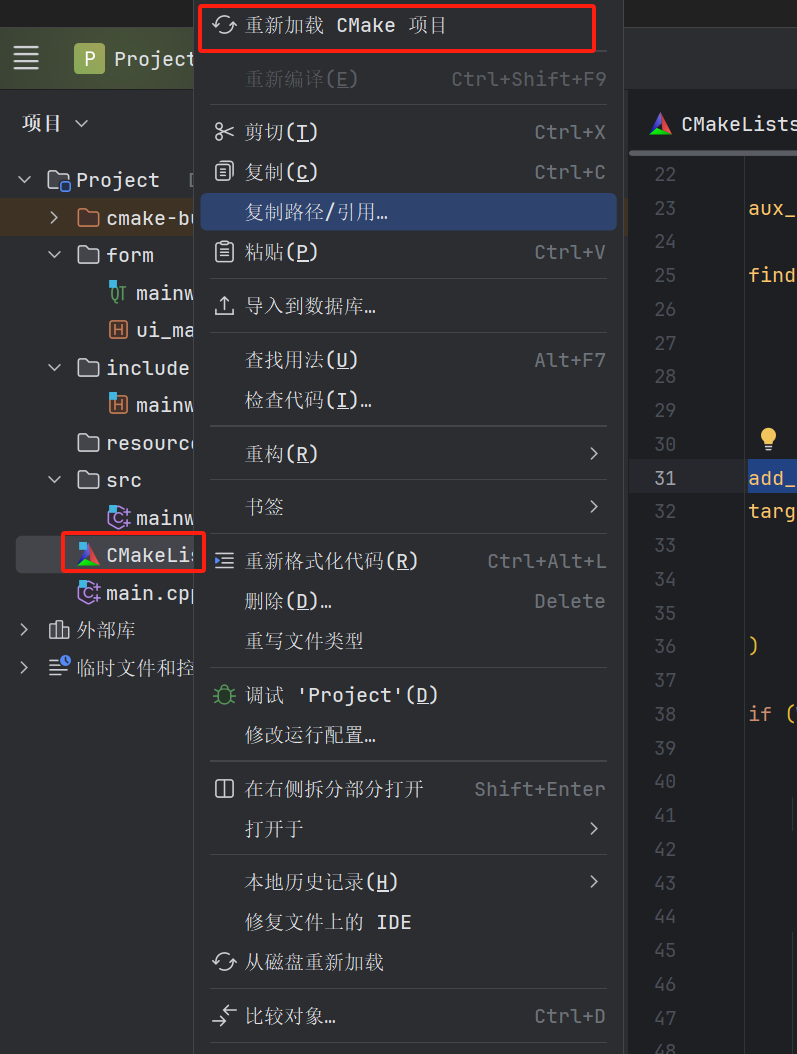 重新加载 CMake 项目
重新编译(E) Ctrl+Shift+F9
剪切(T) Ctrl+X
复制(C) Ctrl+C
复制路径/引用…
粘贴(P) Ctrl+V
导入到数据库…
查找用法(U) Alt+F7
检查代码(I)…
重构(R)
书签
重新格式化代码(R) Ctrl+Alt+L
删除(D)… Delete
重写文件类型
调试 'Project'(D)
修改运行配置…
在右侧拆分部分打开 Shift+Enter
打开于
本地历史记录(H)
修复文件上的 IDE
从磁盘重新加载
比较对象… Ctrl+D
P Project
项目
Project
cmake-bu
form
QT mainw
H ui_ma
include
H mainw
resourc
src
C++ mainw
CMakeLis
C++ main.cpp
外部库
临时文件和控
CMakeLists
22
23 aux_
24
25 find
26
27
28
29
30
31 add_
32 targ
33
34
35
36 )
37
38 if (
39
40
41
42
43
44
45
46
47
48